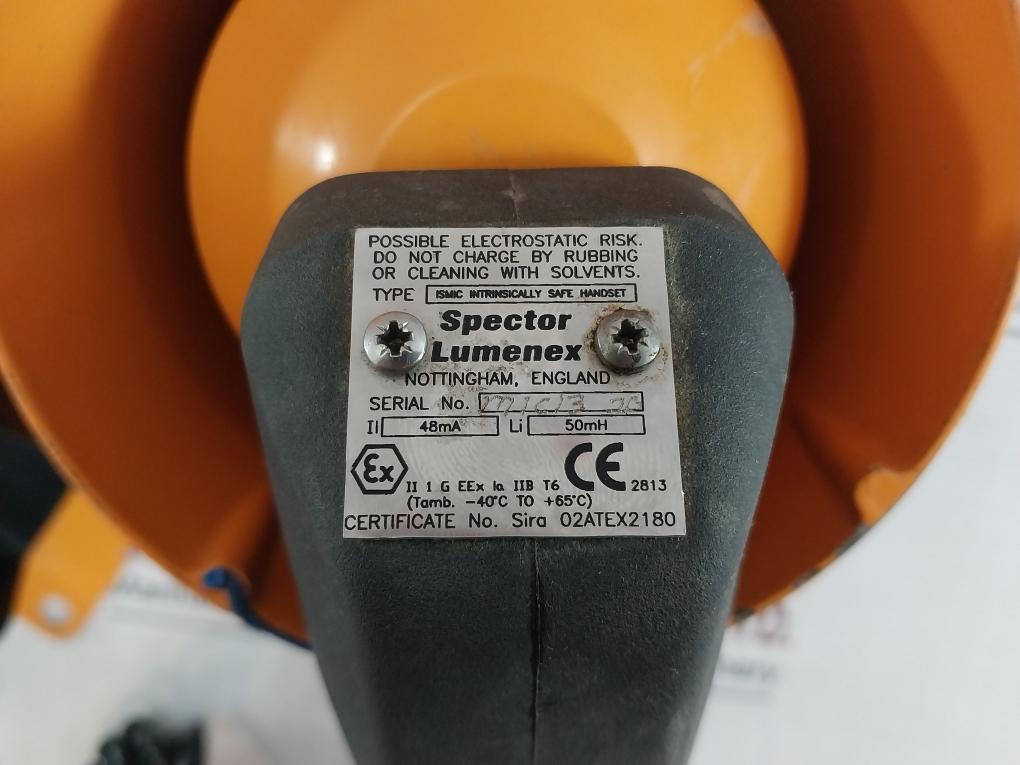 POSSIBLE ELECTROSTATIC RISK.
DO NOT CHARGE BY RUBBING
OR CLEANING WITH SOLVENTS.
TYPE ISMIC INTRINSICALLY SAFE HANDSET
Spector
Lumenex
NOTTINGHAM, ENGLAND
SERIAL No.
Ii 48mA Li 50mH
Ex II 1 G EEx ia IIB T6 CE 2813
(Tamb. -40°C TO +65°C)
CERTIFICATE No. Sira 02ATEX2180